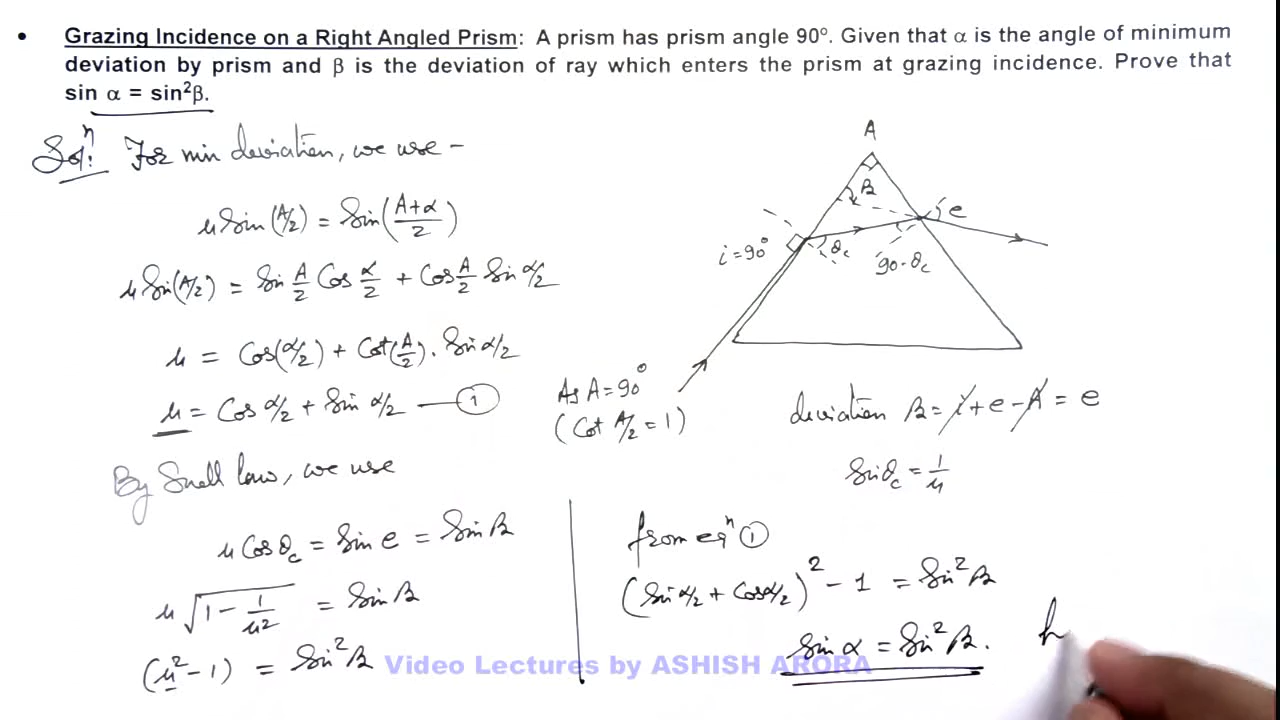 • Grazing Incidence on a Right Angled Prism: A prism has prism angle 90°. Given that α is the angle of minimum
deviation by prism and β is the deviation of ray which enters the prism at grazing incidence. Prove that
sin α = sin²β.
Solⁿ: For min deviation, we use –
μ Sin(A/2) = Sin((A+α)/2)
μ Sin(A/2) = Sin A/2 Cos α/2 + Cos A/2 Sin α/2
μ = Cos(α/2) + Cot(A/2) . Sin α/2
μ = Cos α/2 + Sin α/2 — ①
As A = 90°
(Cot A/2 = 1)
By Snell law, we use
μ Cos θc = Sin e = Sin β
μ √(1 – 1/μ²) = Sin β
(μ² – 1) = Sin²β
A
β
e
i = 90°
θc
90 - θc
deviation β = i + e – A = e
Sin θc = 1/μ
from eqⁿ ①
(Sin α/2 + Cos α/2)² – 1 = Sin²β
Sin α = Sin²β.
h
Video Lectures by ASHISH ARORA